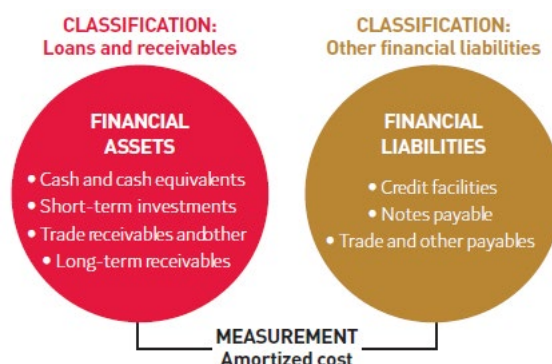 CLASSIFICATION:
Loans and receivables
FINANCIAL
ASSETS
• Cash and cash equivalents
• Short-term investments
• Trade receivables andother
• Long-term receivables
CLASSIFICATION:
Other financial liabilities
FINANCIAL
LIABILITIES
• Credit facilities
• Notes payable
• Trade and other payables
MEASUREMENT
Amortized cost